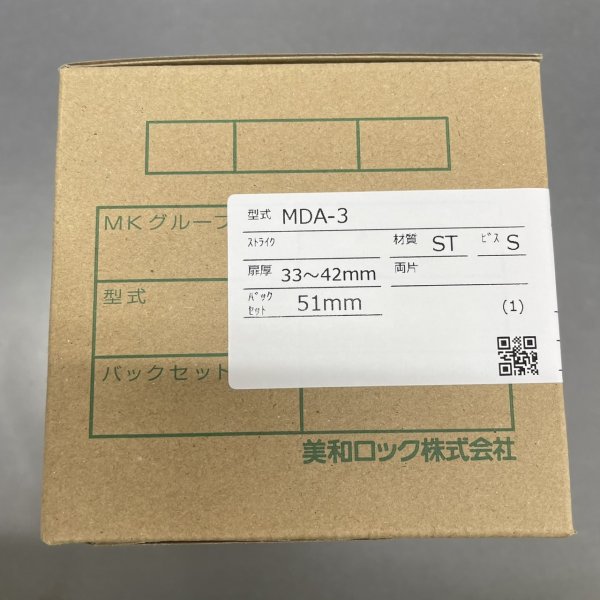 MKグループ
型式
バックセット
型式 MDA-3
ｽﾄﾗｲｸ 材質 ST ﾋﾞｽ S
扉厚 33～42mm 両片
ﾊﾞｯｸ
ｾｯﾄ 51mm
(1)
美和ロック株式会社